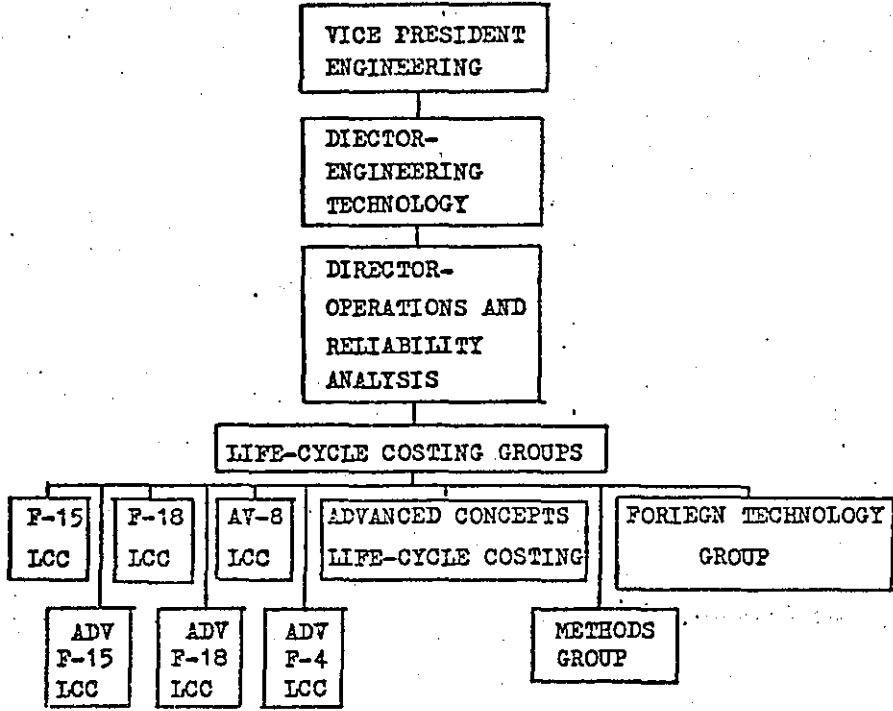 VICE PRESIDENT
ENGINEERING
DIECTOR-
ENGINEERING
TECHNOLOGY
DIRECTOR-
OPERATIONS AND
RELIABILITY
ANALYSIS
LIFE-CYCLE COSTING GROUPS
F-15
LCC
F-18
LCC
AV-8
LCC
ADVANCED CONCEPTS
LIFE-CYCLE COSTING
FORIEGN TECHNOLOGY
GROUP
ADV
F-15
LCC
ADV
F-18
LCC
ADV
F-4
LCC
METHODS
GROUP